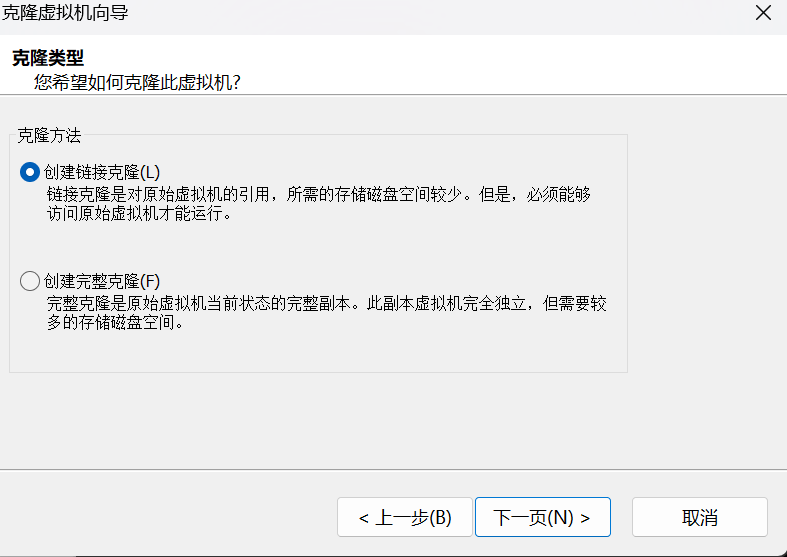 克隆虚拟机向导
克隆类型
您希望如何克隆此虚拟机?
克隆方法
创建链接克隆(L)
链接克隆是对原始虚拟机的引用，所需的存储磁盘空间较少。但是，必须能够
访问原始虚拟机才能运行。
创建完整克隆(F)
完整克隆是原始虚拟机当前状态的完整副本。此副本虚拟机完全独立，但需要较
多的存储磁盘空间。
< 上一步(B) 下一页(N) > 取消